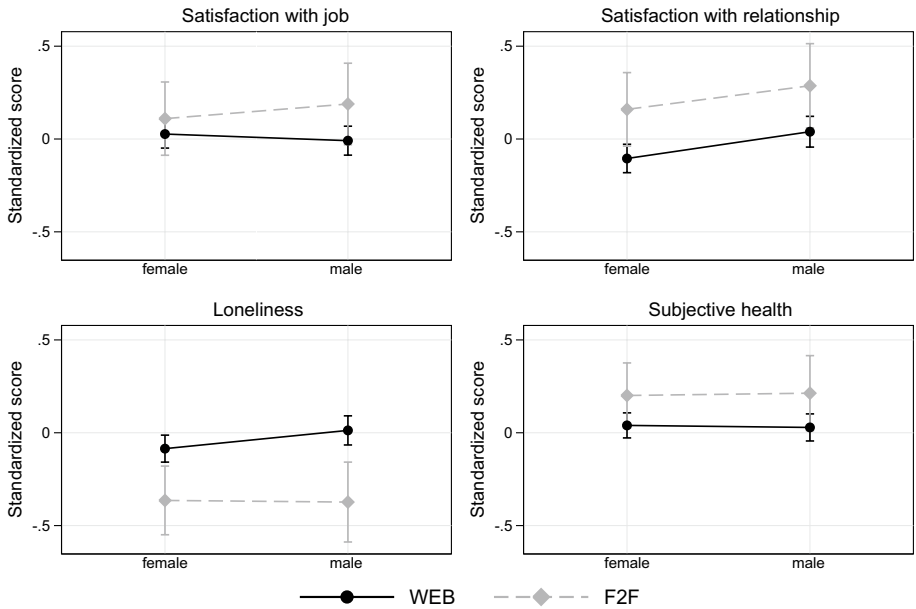 Satisfaction with job
Satisfaction with relationship
Standardized score
.5
0
-.5
female male
Standardized score
.5
0
-.5
female male
Loneliness
Subjective health
Standardized score
.5
0
-.5
female male
Standardized score
.5
0
-.5
female male
WEB F2F